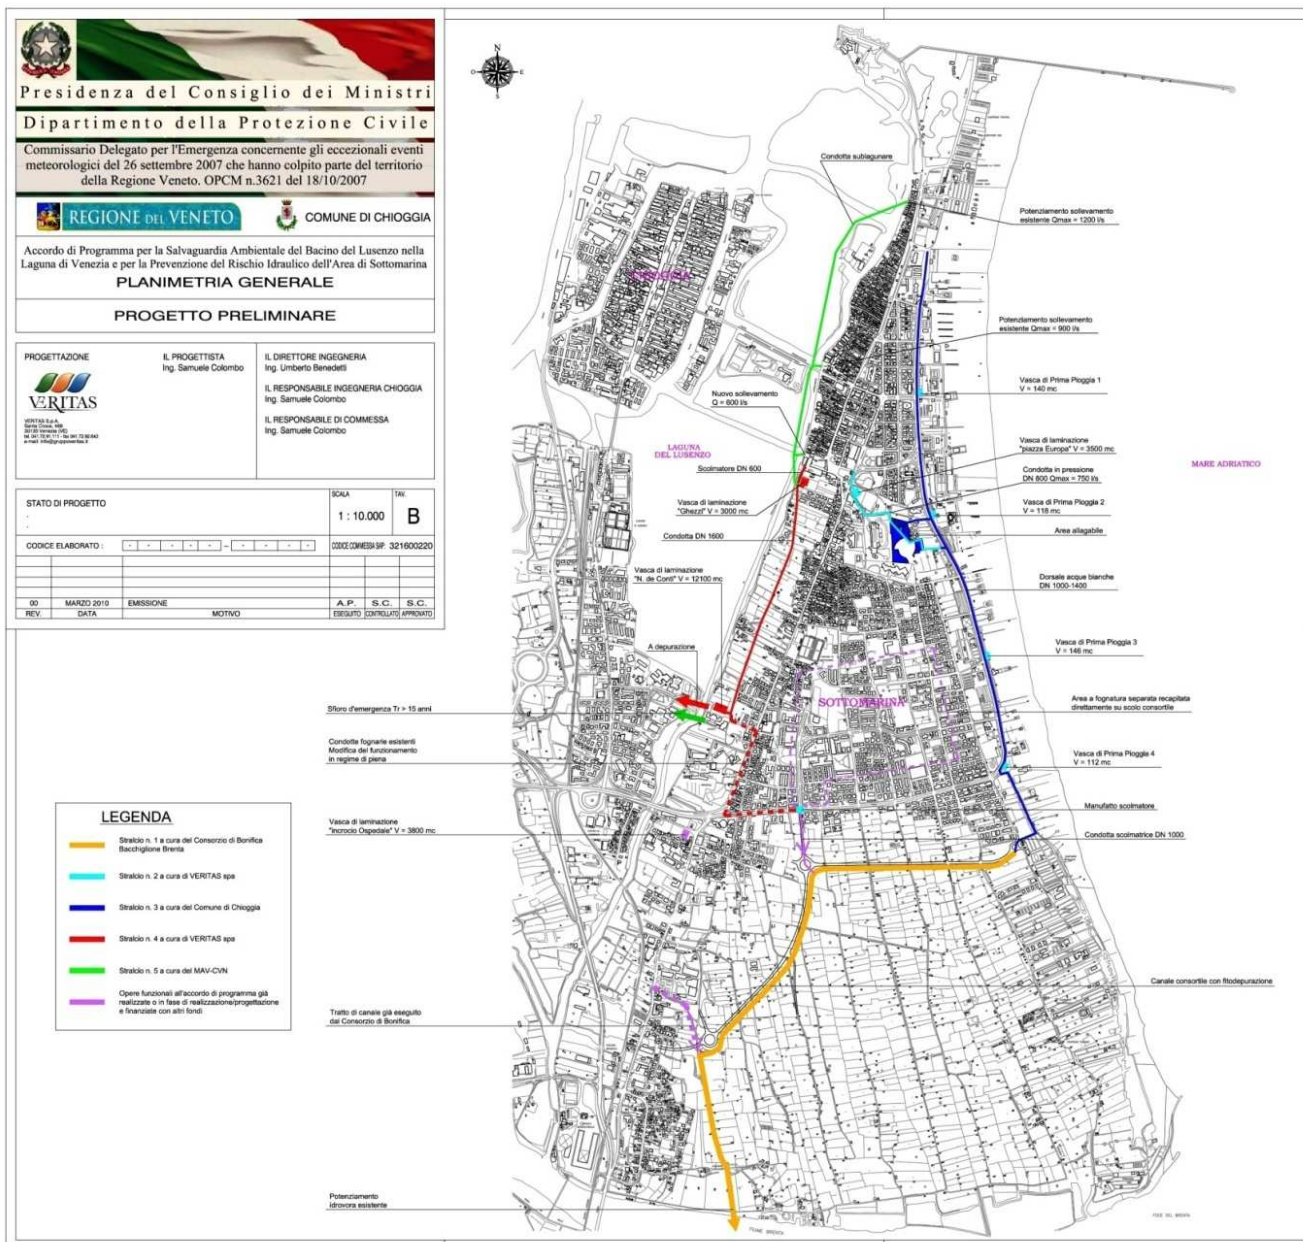 Presidenza del Consiglio dei Ministri
Dipartimento della Protezione Civile
Commissario Delegato per l'Emergenza concernente gli eccezionali eventi
meteorologici del 26 settembre 2007 che hanno colpito parte del territorio
della Regione Veneto. OPCM n.3621 del 18/10/2007
REGIONE DEL VENETO
COMUNE DI CHIOGGIA
Accordo di Programma per la Salvaguardia Ambientale del Bacino del Lusenzo nella
Laguna di Venezia e per la Prevenzione del Rischio Idraulico dell'Area di Sottomarina
PLANIMETRIA GENERALE
PROGETTO PRELIMINARE
PROGETTAZIONE
VERITAS
VERITAS S.p.A.
IL PROGETTISTA
Ing. Samuele Colombo
IL DIRETTORE INGEGNERIA
Ing. Umberto Benedetti
IL RESPONSABILE INGEGNERIA CHIOGGIA
Ing. Samuele Colombo
IL RESPONSABILE DI COMMESSA
Ing. Samuele Colombo
STATO DI PROGETTO
SCALA
1 : 10.000
TAV.
B
CODICE ELABORATO :
CODICE COMMESSA SAP: 321600220
00 MARZO 2010 EMISSIONE A.P. S.C. S.C.
REV. DATA MOTIVO ESEGUITO CONTROLLATO APPROVATO
N
O E
S
Condotta sublagunare
Potenziamento sollevamento
esistente Qmax = 1200 l/s
CHIOGGIA
Potenziamento sollevamento
esistente Qmax = 900 l/s
Vasca di Prima Pioggia 1
V = 140 mc
Nuovo sollevamento
Q = 600 l/s
Vasca di laminazione
"piazza Europa" V = 3500 mc
LAGUNA
DEL LUSENZO
MARE ADRIATICO
Scolmatore DN 600
Condotta in pressione
DN 800 Qmax = 750 l/s
Vasca di laminazione
"Ghezzi" V = 3000 mc
Vasca di Prima Pioggia 2
V = 118 mc
Condotta DN 1600
Area allagabile
Vasca di laminazione
"N. de Conti" V = 12100 mc
Dorsale acque bianche
DN 1000-1400
A depurazione
Vasca di Prima Pioggia 3
V = 146 mc
SOTTOMARINA
Area a fognatura separata recapitata
direttamente su scolo consortile
Sfioro d'emergenza Tr > 15 anni
Condotte fognarie esistenti
Modifica del funzionamento
in regime di piena
Vasca di Prima Pioggia 4
V = 112 mc
Manufatto scolmatore
Vasca di laminazione
"incrocio Ospedale" V = 3800 mc
Condotta scolmatrice DN 1000
LEGENDA
Stralcio n. 1 a cura del Consorzio di Bonifica
Bacchiglione Brenta
Stralcio n. 2 a cura di VERITAS spa
Stralcio n. 3 a cura del Comune di Chioggia
Stralcio n. 4 a cura di VERITAS spa
Stralcio n. 5 a cura del MAV-CVN
Opere funzionali all'accordo di programma già
realizzate o in fase di realizzazione/progettazione
e finanziate con altri fondi
Canale consortile con fitodepurazione
Tratto di canale già eseguito
dal Consorzio di Bonifica
Potenziamento
idrovora esistente
FIUME BRENTA
FOCE DEL BRENTA